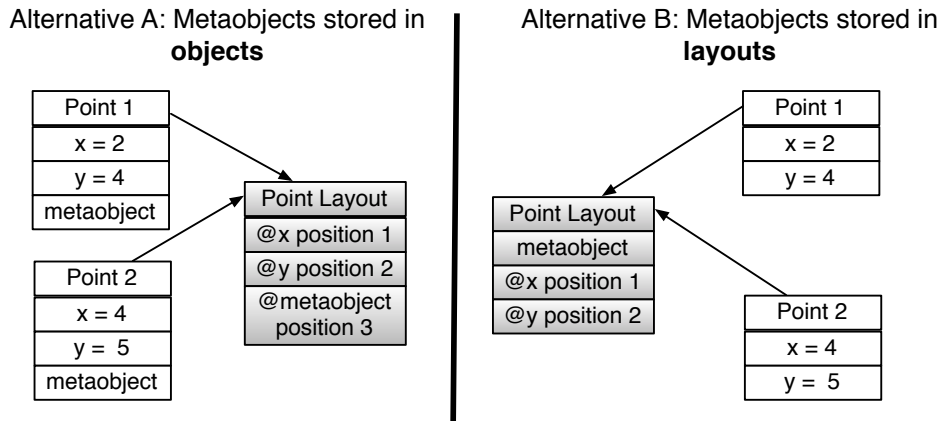 Alternative A: Metaobjects stored in
objects
Point 1
x = 2
y = 4
metaobject
Point 2
x = 4
y = 5
metaobject
Point Layout
@x position 1
@y position 2
@metaobject
position 3
Alternative B: Metaobjects stored in
layouts
Point 1
x = 2
y = 4
Point Layout
metaobject
@x position 1
@y position 2
Point 2
x = 4
y = 5